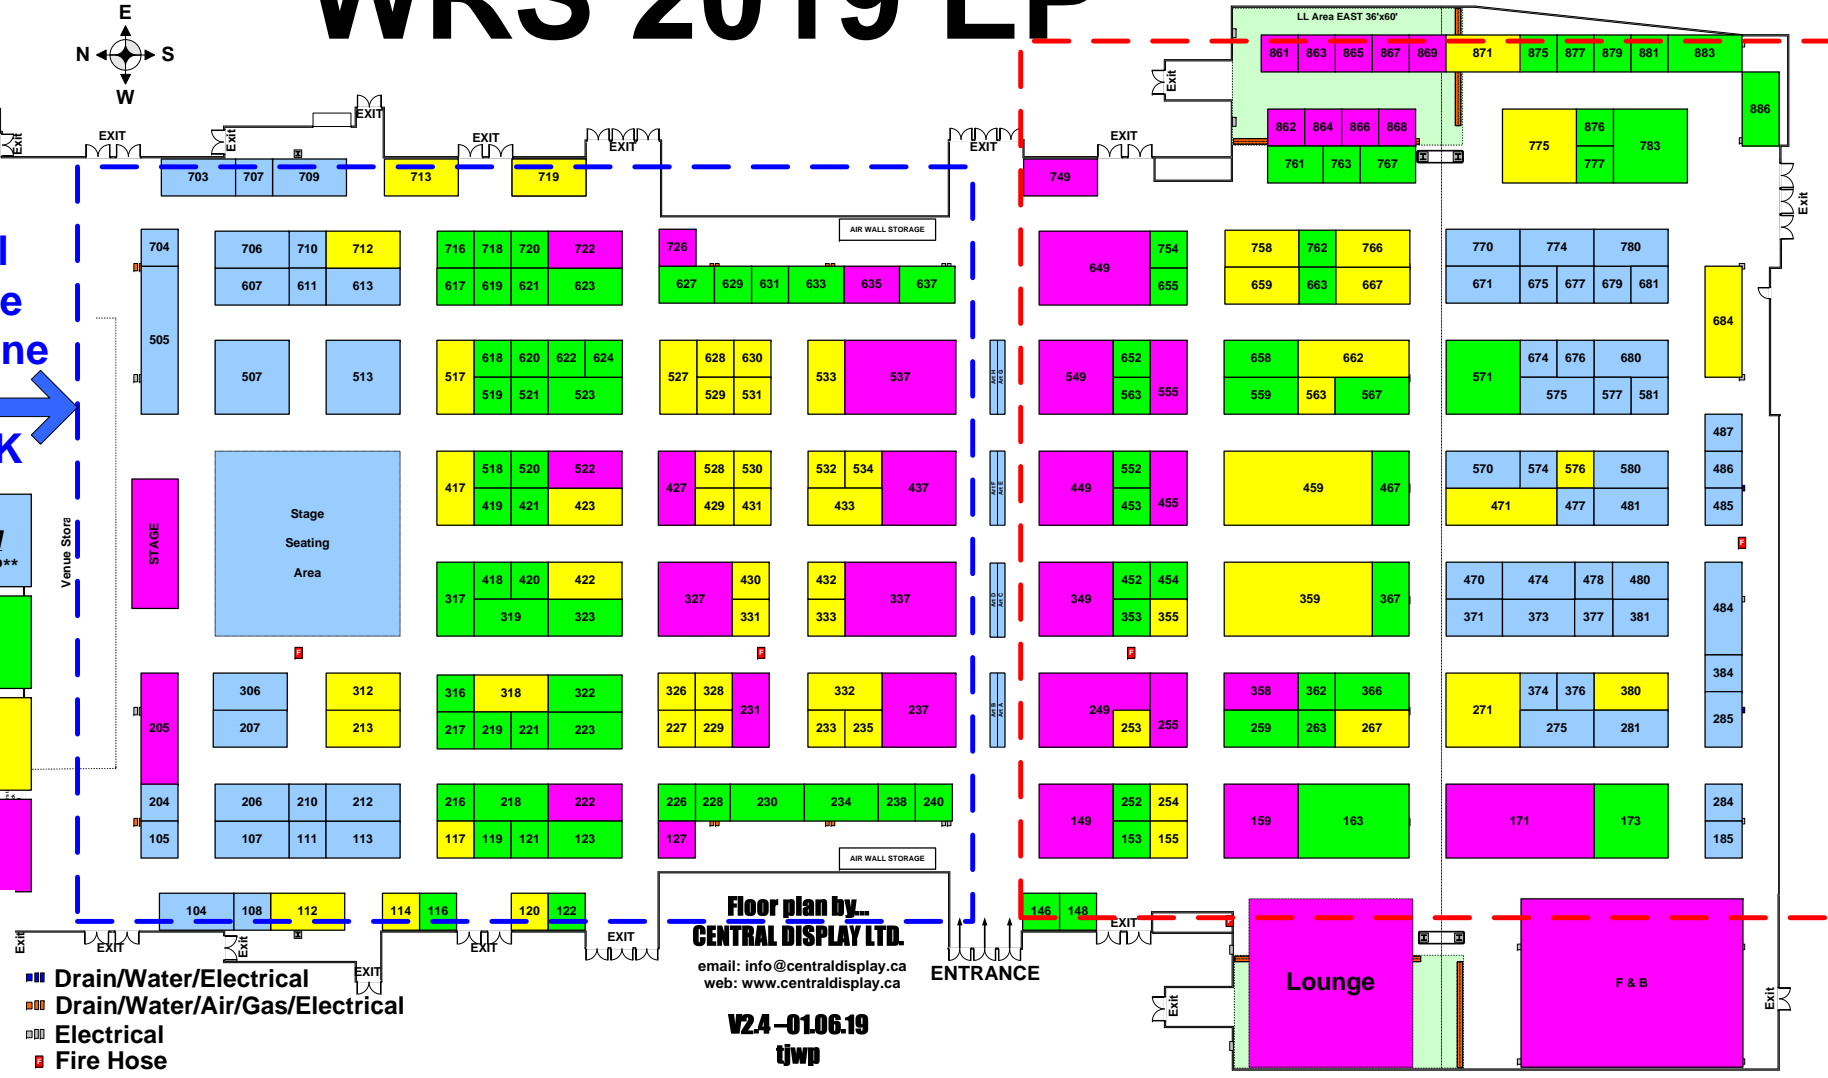 WRS 2019 EP
E
N S
W
LL Area EAST 36'x60'
861 863 865 867 869 871 875 877 879 881 883
886
862 864 866 868
876
775 783
761 763 767 777
EXIT
EXIT
EXIT
EXIT
EXIT
EXIT
Exit
Exit
Exit
Exit
703 707 709 713 719 749
AIR WALL STORAGE
704 706 710 712 716 718 720 722 726 754 758 762 766 770 774 780
649
607 611 613 617 619 621 623 627 629 631 633 635 637 655 659 663 667 671 675 677 679 681
684
505 507 513 517 618 620 622 624 527 628 630 533 537 549 652 658 662 571 674 676 680
519 521 523 529 531 563 555 559 563 567 575 577 581
ne
K
487
417 518 520 522 427 528 530 532 534 437 449 552 459 467 570 574 576 580 486
419 421 423 429 431 433 453 455 471 477 481 485
Stage
Seating
Area
STAGE
Venue Stora
317 418 420 422 327 430 432 337 349 452 454 359 367 470 474 478 480 484
319 323 331 333 353 355 371 373 377 381
205 306 312 316 318 322 326 328 231 332 237 249 255 358 362 366 271 374 376 380 384
207 213 217 219 221 223 227 229 233 235 253 259 263 267 275 281 285
204 206 210 212 216 218 222 226 228 230 234 238 240 149 252 254 159 163 171 173 284
105 107 111 113 117 119 121 123 127 153 155 185
AIR WALL STORAGE
104 108 112 114 116 120 122 146 148
EXIT
EXIT
EXIT
EXIT
EXIT
Exit
Exit
Exit
Exit
Floor plan by...
CENTRAL DISPLAY LTD.
email: info@centraldisplay.ca
web: www.centraldisplay.ca
V2.4 –01.06.19
tjwp
ENTRANCE
Lounge
F & B
Drain/Water/Electrical
Drain/Water/Air/Gas/Electrical
Electrical
F Fire Hose